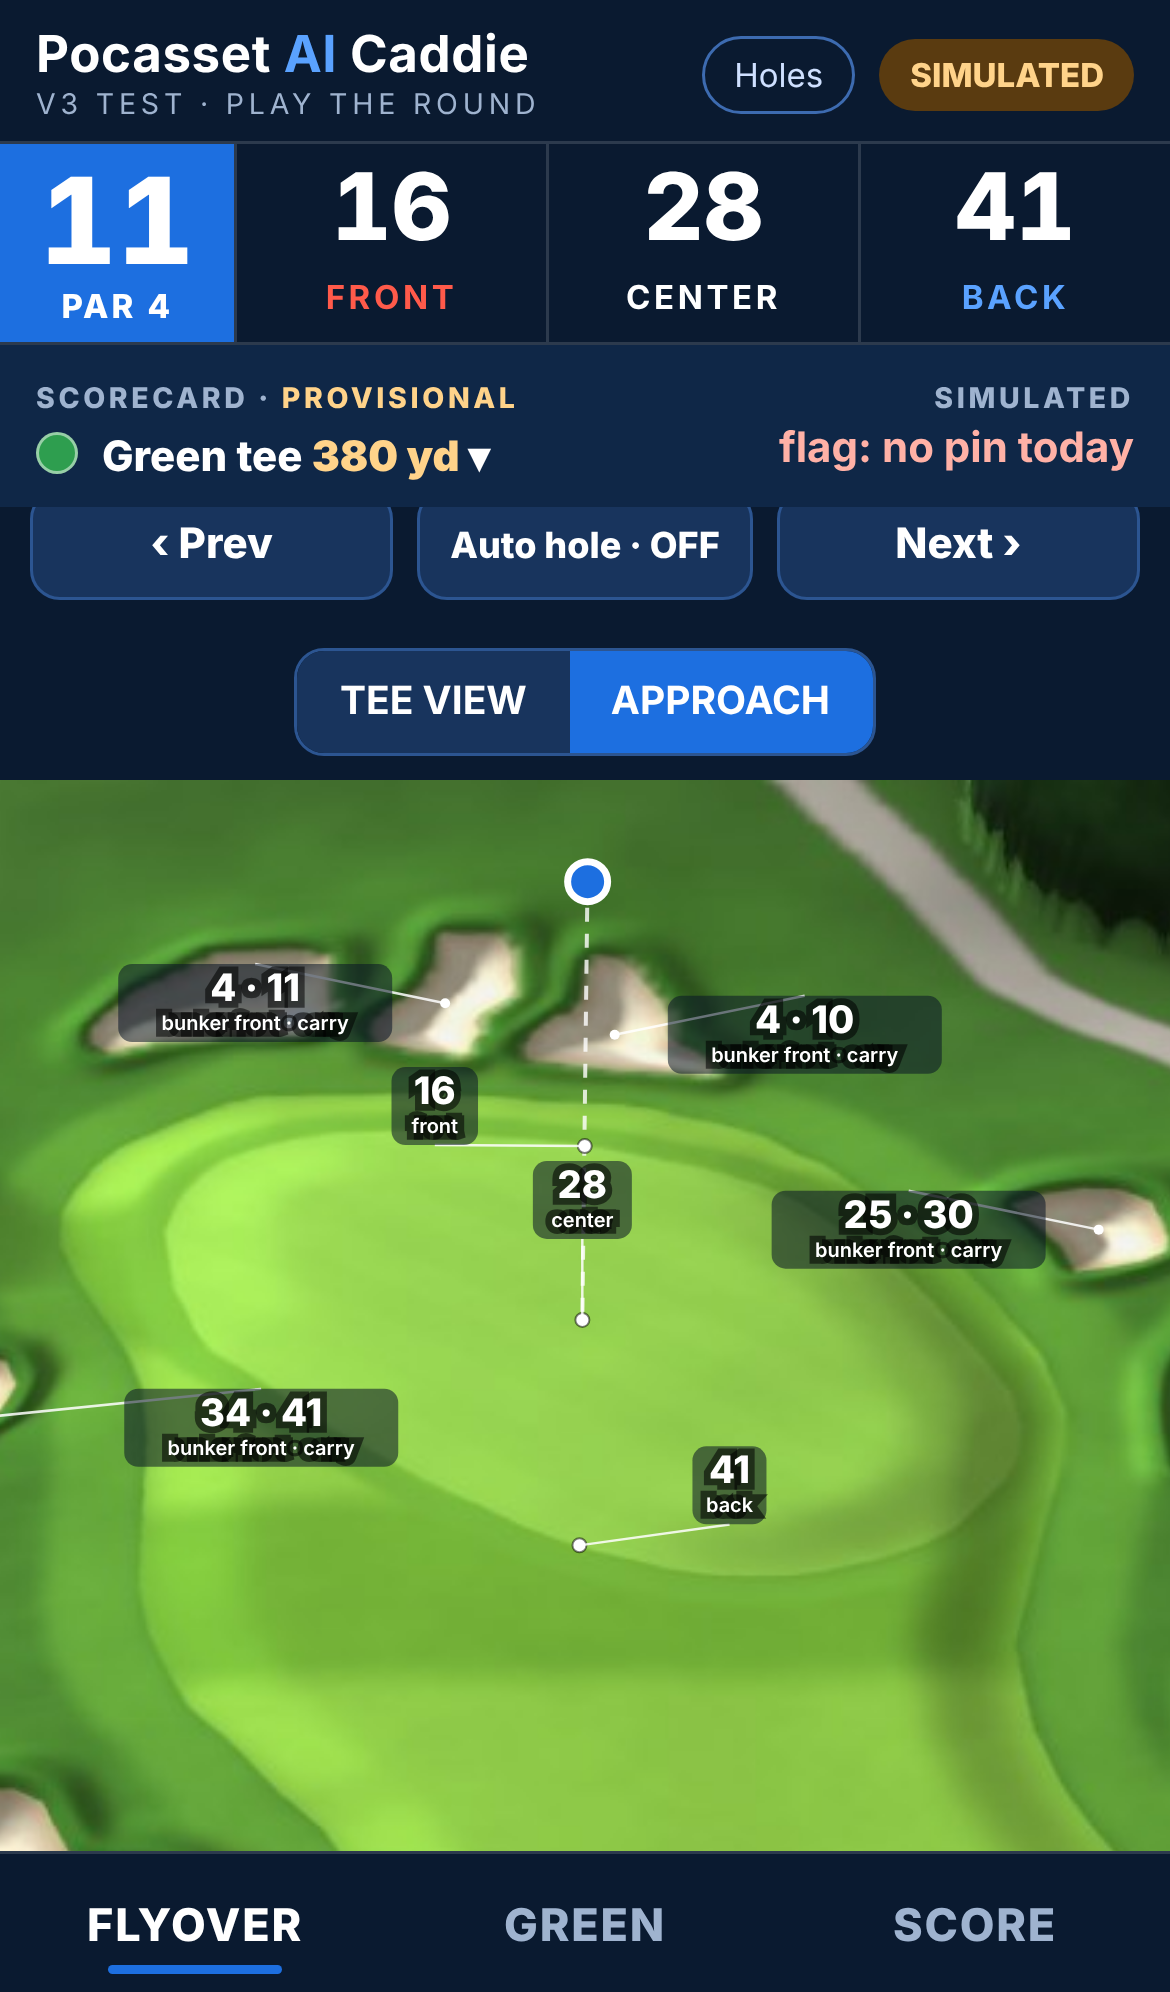 Pocasset AI Caddie
V3 TEST · PLAY THE ROUND
Holes
SIMULATED
11
PAR 4
16
FRONT
28
CENTER
41
BACK
SCORECARD · PROVISIONAL
Green tee 380 yd ▼
SIMULATED
flag: no pin today
‹ Prev
Auto hole · OFF
Next ›
TEE VIEW
APPROACH
4 · 11
bunker front · carry
4 · 10
bunker front · carry
16
front
28
center
25 · 30
bunker front · carry
34 · 41
bunker front · carry
41
back
FLYOVER
GREEN
SCORE